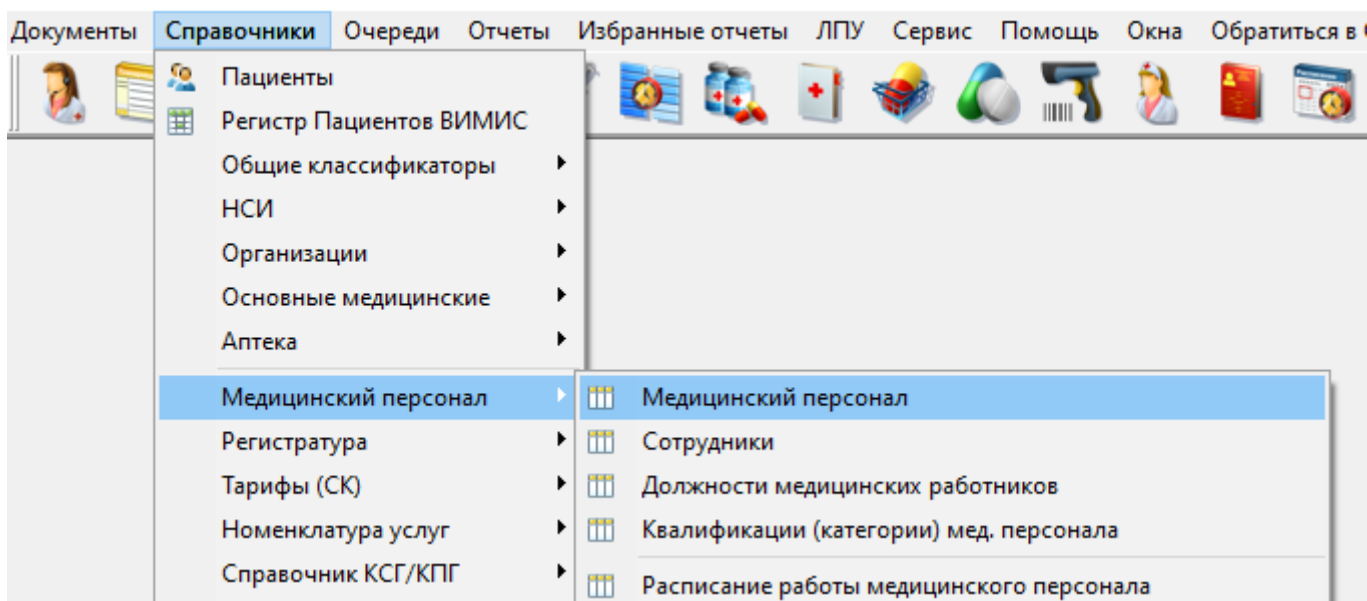 Документы Справочники Очереди Отчеты Избранные отчеты ЛПУ Сервис Помощь Окна Обратиться в
Пациенты
Регистр Пациентов ВИМИС
Общие классификаторы
НСИ
Организации
Основные медицинские
Аптека
Медицинский персонал
Медицинский персонал
Регистратура
Сотрудники
Тарифы (СК)
Должности медицинских работников
Номенклатура услуг
Квалификации (категории) мед. персонала
Справочник КСГ/КПГ
Расписание работы медицинского персонала